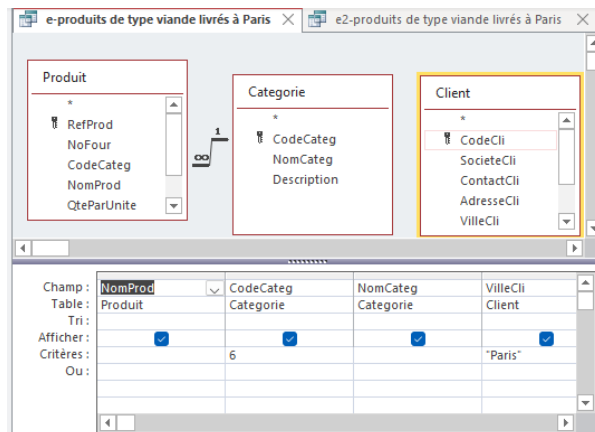 e-produits de type viande livrés à Paris × e2-produits de type viande livrés à Paris ×
Produit
*
RefProd
NoFour
CodeCateg
NomProd
QteParUnite
∞ 1
Categorie
*
CodeCateg
NomCateg
Description
Client
*
CodeCli
SocieteCli
ContactCli
AdresseCli
VilleCli
Champ : NomProd CodeCateg NomCateg VilleCli
Table : Produit Categorie Categorie Client
Tri :
Afficher :
Critères : 6 "Paris"
Ou :